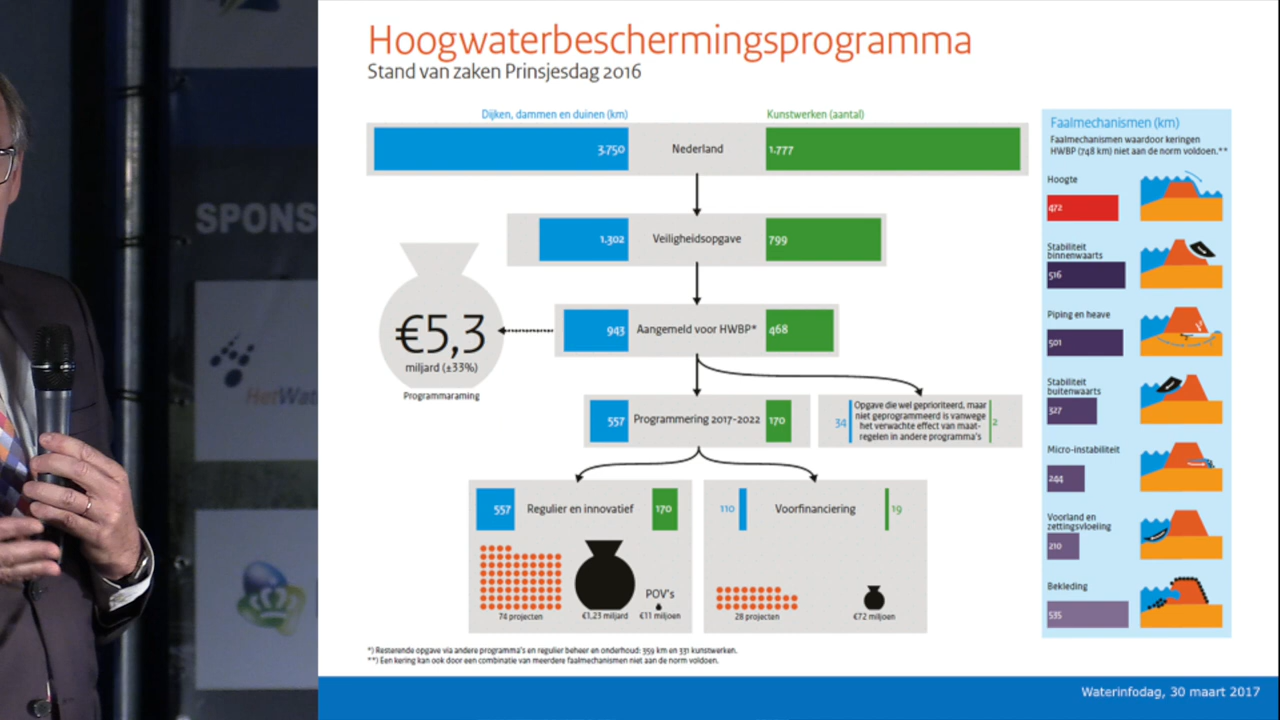 Hoogwaterbeschermingsprogramma
Stand van zaken Prinsjesdag 2016
Dijken, dammen en duinen (km)
Kunstwerken (aantal)
3.750
Nederland
1.777
1.302
Veiligheidsopgave
799
€5,3
miljard (±33%)
Programmaraming
943
Aangemeld voor HWBP*
468
557
Programmering 2017-2022
170
34
Opgave die wel geprioriteerd, maar
niet geprogrammeerd is vanwege
het verwachte effect van maat-
regelen in andere programma's
2
557
Regulier en innovatief
170
74 projecten
€1,23 miljard
POV's
€11 miljoen
110
Voorfinanciering
19
28 projecten
€72 miljoen
*) Resterende opgave via andere programma's en regulier beheer en onderhoud: 359 km en 331 kunstwerken.
**) Een kering kan ook door een combinatie van meerdere faalmechanismen niet aan de norm voldoen.
Faalmechanismen (km)
Faalmechanismen waardoor keringen
HWBP (748 km) niet aan de norm voldoen.**
Hoogte
472
Stabiliteit
binnenwaarts
516
Piping en heave
501
Stabiliteit
buitenwaarts
327
Micro-instabiliteit
244
Voorland en
zettingsvloeiing
210
Bekleding
535
Waterinfodag, 30 maart 2017
SPONS
HetWat